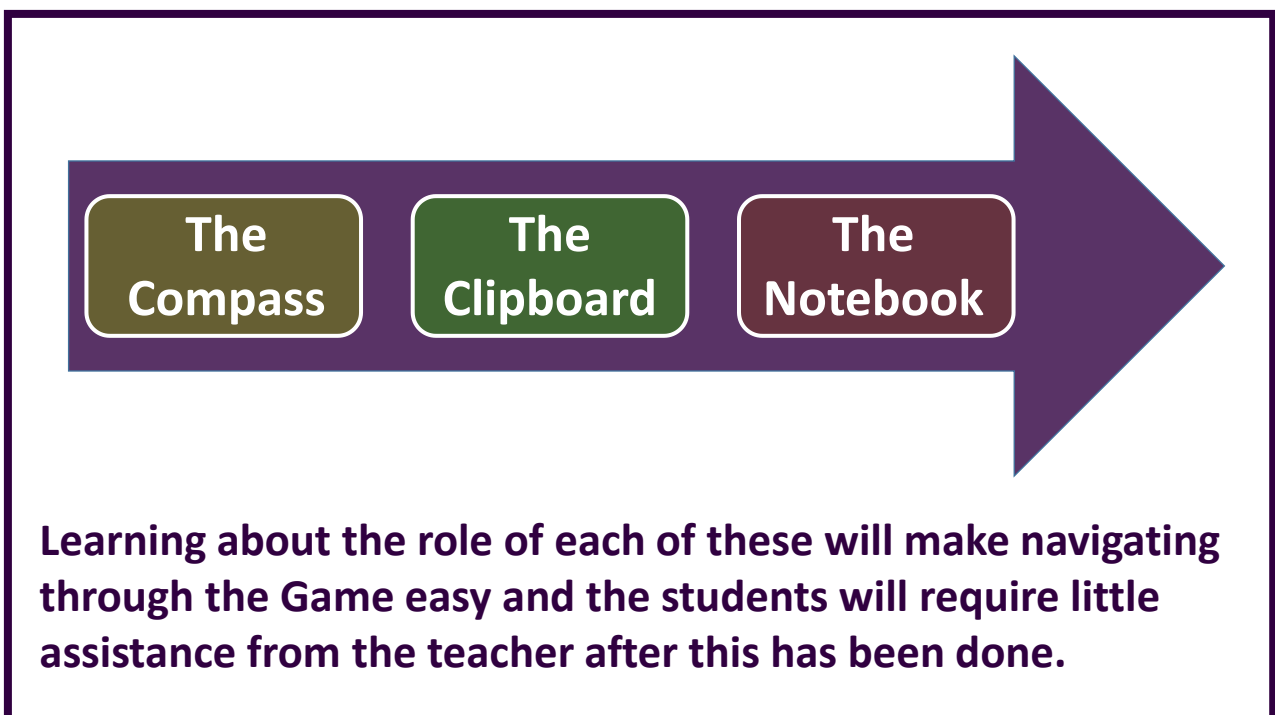 The
Compass
The
Clipboard
The
Notebook
Learning about the role of each of these will make navigating
through the Game easy and the students will require little
assistance from the teacher after this has been done.